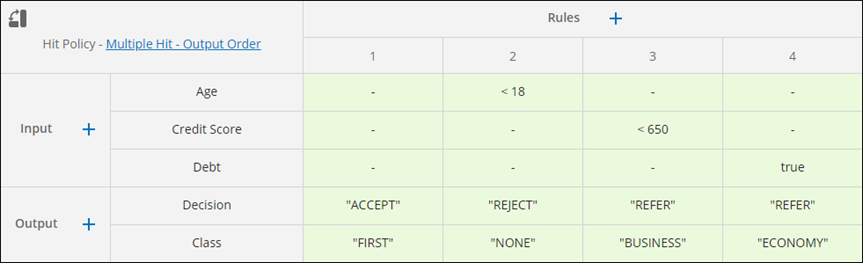 Rules +
Hit Policy - Multiple Hit - Output Order
1 2 3 4
Age - < 18 - -
Input + Credit Score - - < 650 -
Debt - - - true
Decision "ACCEPT" "REJECT" "REFER" "REFER"
Output +
Class "FIRST" "NONE" "BUSINESS" "ECONOMY"